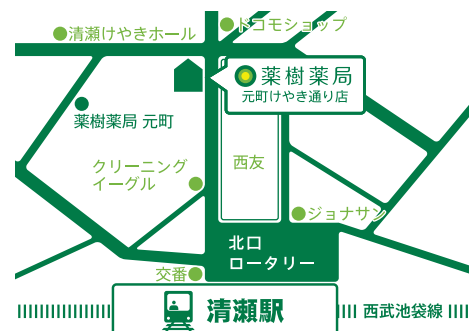 ドコモショップ
清瀬けやきホール
薬樹薬局
元町けやき通り店
薬樹薬局 元町
クリーニング
イーグル
西友
ジョナサン
北口
ロータリー
交番
清瀬駅
西武池袋線